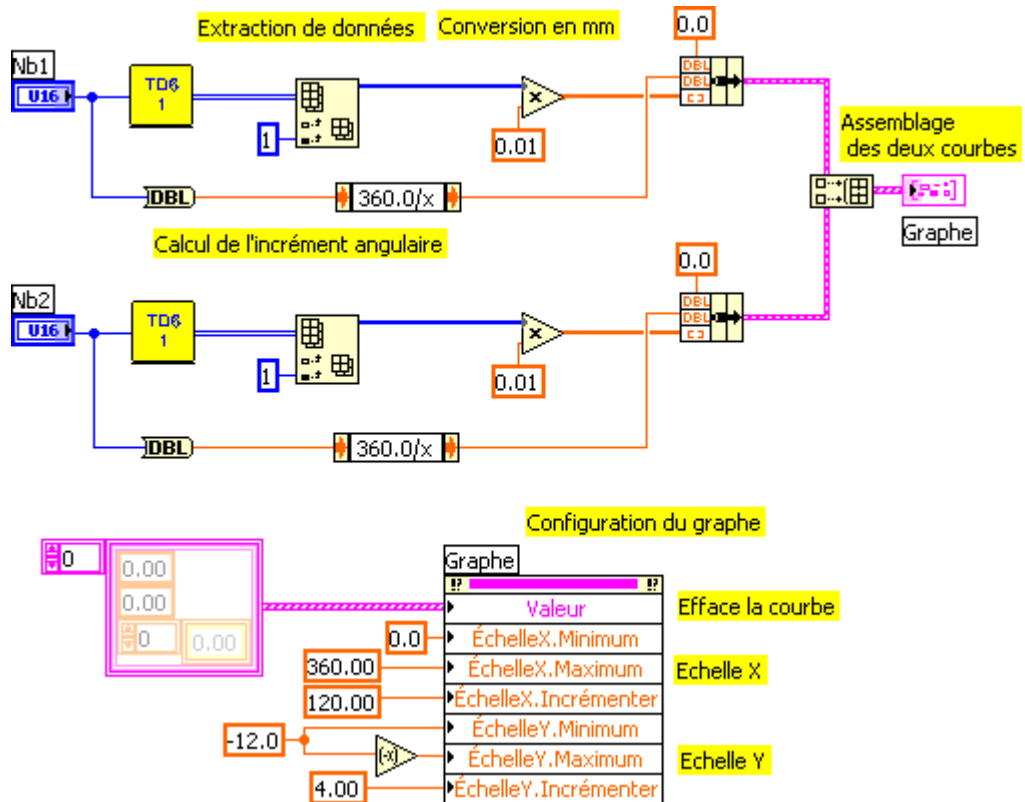 Extraction de données
Conversion en mm
0.0
Nb1
U16
TD6
1
DBL
DBL
1
0.01
Assemblage
des deux courbes
DBL
360.0/x
Graphe
Calcul de l'incrément angulaire
0.0
Nb2
U16
TD6
1
DBL
DBL
1
0.01
DBL
360.0/x
Configuration du graphe
Graphe
0
0.00
0.00
0
0.00
Valeur
Efface la courbe
0.0
ÉchelleX.Minimum
360.00
ÉchelleX.Maximum
Echelle X
120.00
ÉchelleX.Incrémenter
-12.0
ÉchelleY.Minimum
(-x)
ÉchelleY.Maximum
Echelle Y
4.00
ÉchelleY.Incrémenter